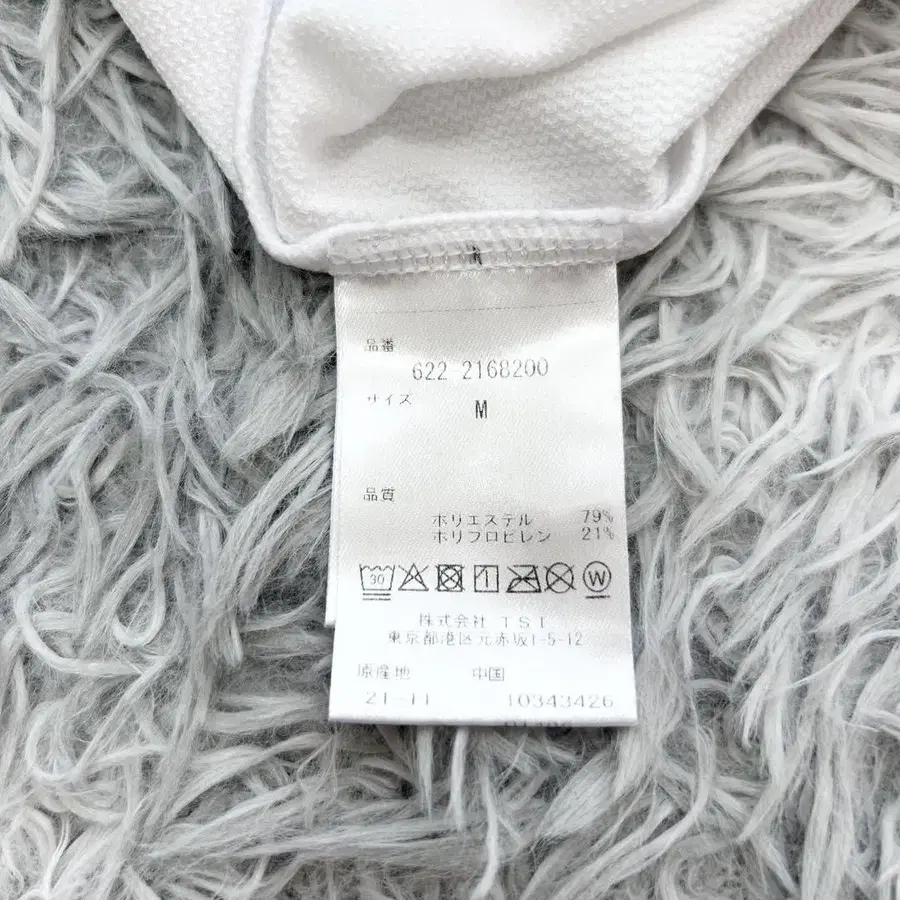 品番
622-2168200
サイズ
M
品質
ポリエステル 79%
ポリプロピレン 21%
30 W
株式会社 TSI
東京都港区元赤坂1-5-12
原産地 中国
21-11 10343426